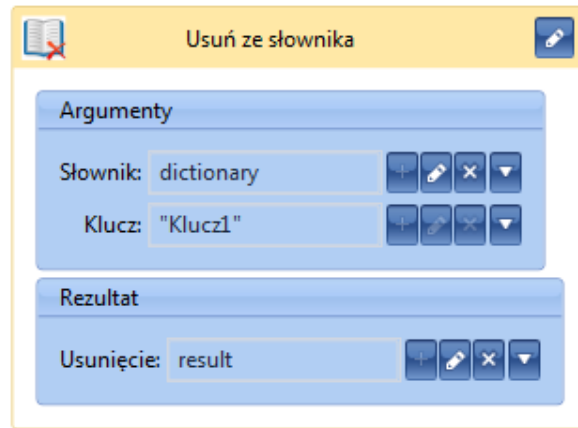 Usuń ze słownika
Argumenty
Słownik: dictionary
Klucz: "Klucz1"
Rezultat
Usunięcie: result